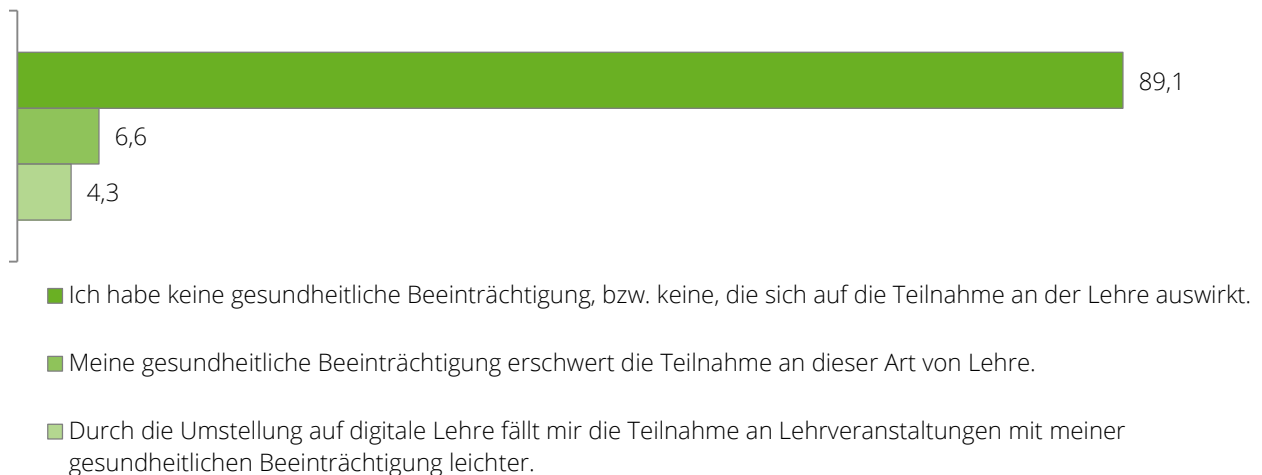 89,1
6,6
4,3
Ich habe keine gesundheitliche Beeinträchtigung, bzw. keine, die sich auf die Teilnahme an der Lehre auswirkt.
Meine gesundheitliche Beeinträchtigung erschwert die Teilnahme an dieser Art von Lehre.
Durch die Umstellung auf digitale Lehre fällt mir die Teilnahme an Lehrveranstaltungen mit meiner
gesundheitlichen Beeinträchtigung leichter.